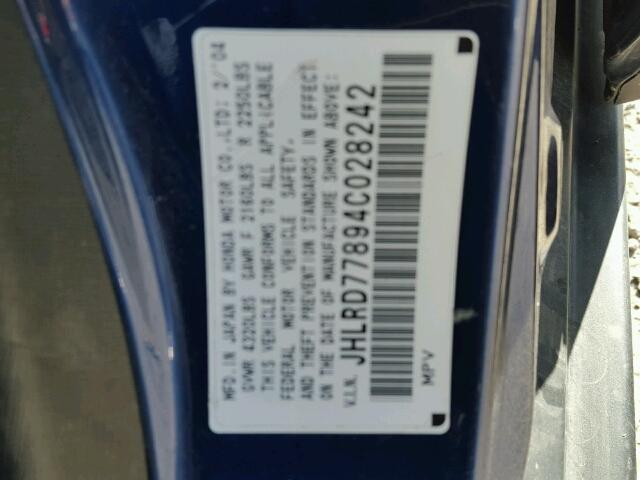 MFD. IN JAPAN BY HONDA MOTOR CO.,LTD: 2/'04
GVWR 4320LBS GAWR F 2160LBS R 2250LBS
THIS VEHICLE CONFORMS TO ALL APPLICABLE
FEDERAL MOTOR VEHICLE SAFETY,
AND THEFT PREVENTION STANDARDS IN EFFECT
ON THE DATE OF MANUFACTURE SHOWN ABOVE:
V.I.N. JHLRD77894C028242
MPV